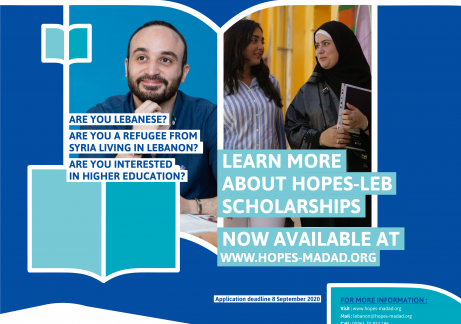 ARE YOU LEBANESE?
ARE YOU A REFUGEE FROM
SYRIA LIVING IN LEBANON?
ARE YOU INTERESTED
IN HIGHER EDUCATION?
LEARN MORE
ABOUT HOPES-LEB
SCHOLARSHIPS
NOW AVAILABLE AT
WWW.HOPES-MADAD.ORG
Application deadline 8 September 2020
FOR MORE INFORMATION :
Visit : www.hopes-madad.org
Mail : lebanon@hopes-madad.org